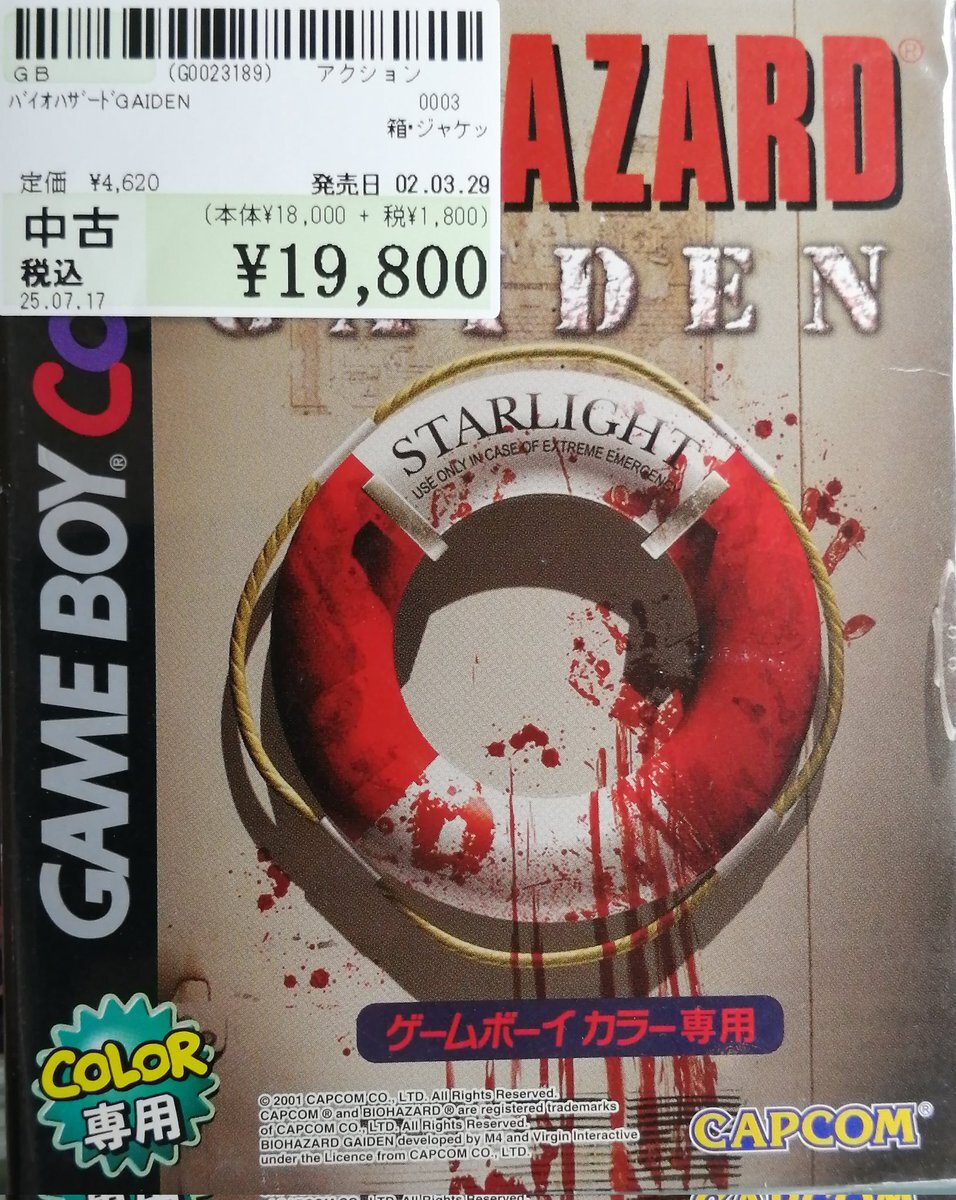 GB (G0023189) アクション
バイオハザードGAIDEN 0003
箱・ジャケッ
定価 ¥4,620 発売日 02.03.29
中古 (本体¥18,000 + 税¥1,800)
税込 ¥19,800
25.07.17
HAZARD®
GAIDEN
GAME BOY® CO
STARLIGHT
USE ONLY IN CASE OF EXTREME EMERGENCY
ゲームボーイ カラー専用
COLOR
専用
© 2001 CAPCOM CO., LTD. All Rights Reserved.
CAPCOM ® and BIOHAZARD ® are registered trademarks
of CAPCOM CO., LTD. All Rights Reserved.
BIOHAZARD GAIDEN developed by M4 and Virgin Interactive
under the Licence from CAPCOM CO., LTD.
CAPCOM®